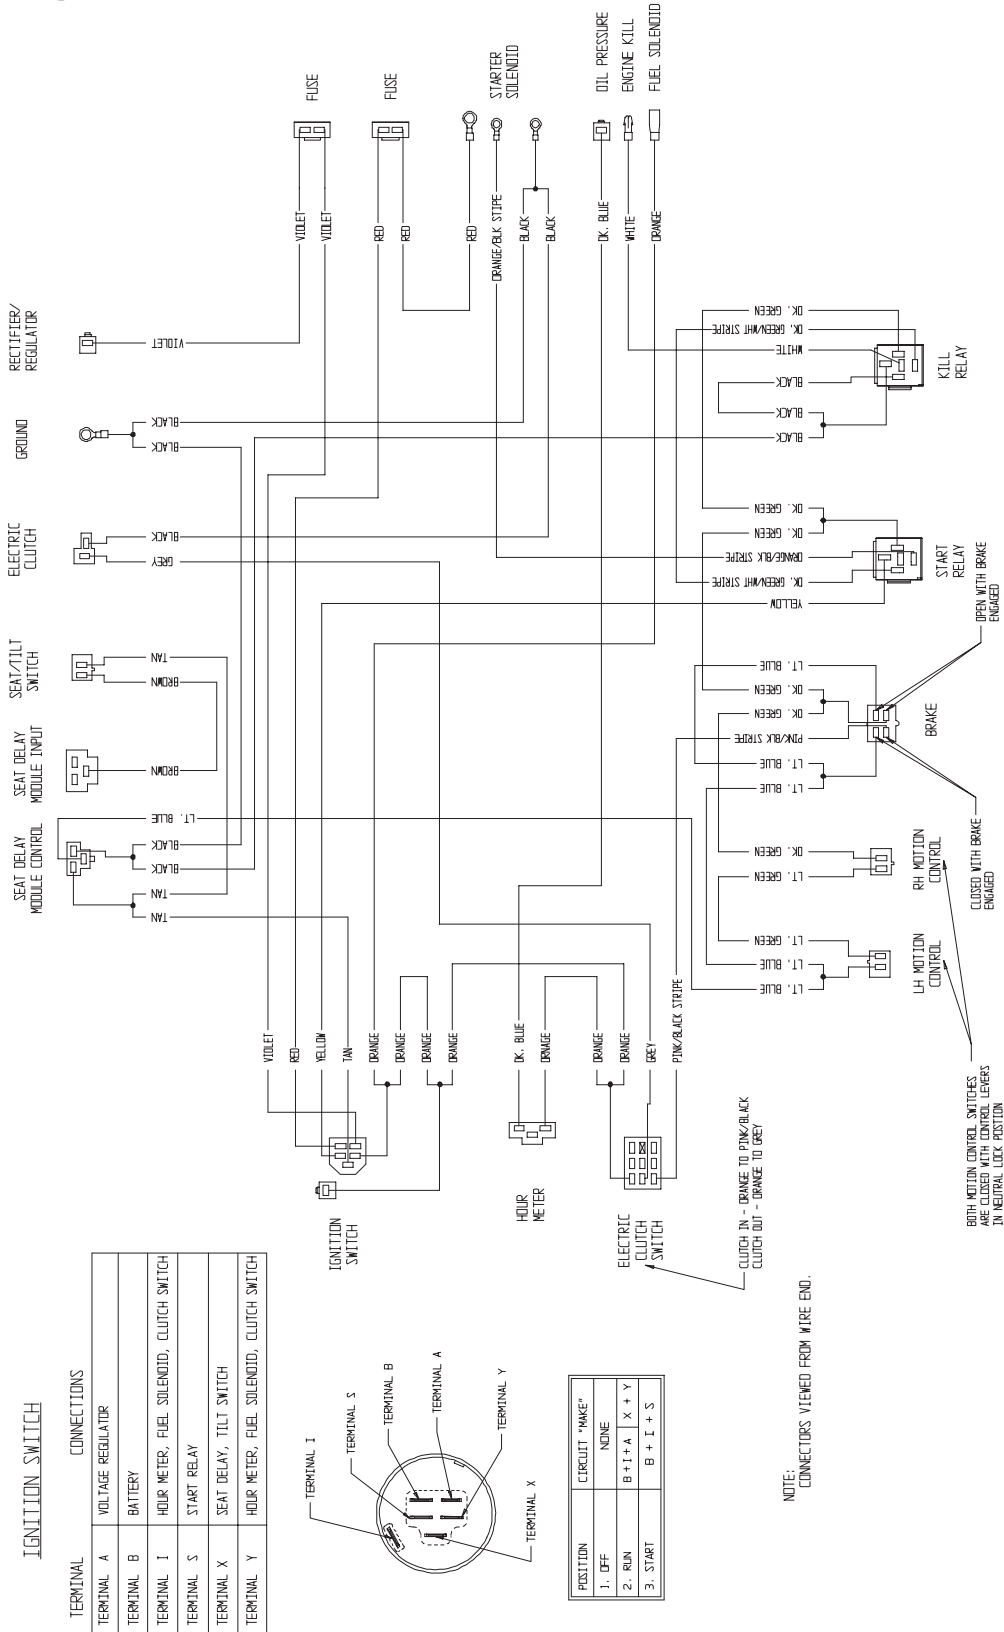 IGNITION SWITCH
TERMINAL CONNECTIONS
TERMINAL A VOLTAGE REGULATOR
TERMINAL B BATTERY
TERMINAL I HOUR METER, FUEL SOLENOID, CLUTCH SWITCH
TERMINAL S START RELAY
TERMINAL X SEAT DELAY, TILT SWITCH
TERMINAL Y HOUR METER, FUEL SOLENOID, CLUTCH SWITCH
TERMINAL I
TERMINAL S
TERMINAL B
TERMINAL A
TERMINAL Y
TERMINAL X
POSITION CIRCUIT "MAKE"
1. OFF NONE
2. RUN B+I+A X+Y
3. START B + I + S
NOTE:
CONNECTORS VIEWED FROM WIRE END.
SEAT DELAY
MODULE CONTROL
SEAT DELAY
MODULE INPUT
SEAT/TILT
SWITCH
ELECTRIC
CLUTCH
GROUND
RECTIFIER/
REGULATOR
TAN
TAN
BLACK
BLACK
LT. BLUE
BROWN
BROWN
TAN
GREY
BLACK
BLACK
BLACK
VIOLET
FUSE
FUSE
STARTER
SOLENOID
OIL PRESSURE
ENGINE KILL
FUEL SOLENOID
VIOLET
VIOLET
RED
RED
RED
ORANGE/BLK STIPE
BLACK
BLACK
DK. BLUE
WHITE
ORANGE
IGNITION
SWITCH
HOUR
METER
ELECTRIC
CLUTCH
SWITCH
VIOLET
RED
YELLOW
TAN
ORANGE
ORANGE
ORANGE
ORANGE
DK. BLUE
ORNAGE
ORANGE
ORANGE
GREY
PINK/BLACK STRIPE
CLUTCH IN - ORANGE TO PINK/BLACK
CLUTCH OUT - ORANGE TO GREY
LT. BLUE
LT. BLUE
LT. GREEN
LT. GREEN
DK. GREEN
LT. BLUE
LT. BLUE
PINK/BLK STRIPE
DK. GREEN
DK. GREEN
LT. BLUE
YELLOW
DK. GREEN/WHT STRIPE
ORANGE/BLK STRIPE
DK. GREEN
DK. GREEN
BLACK
BLACK
BLACK
WHITE
DK. GREEN/WHT STRIPE
DK. GREEN
LH MOTION
CONTROL
RH MOTION
CONTROL
BRAKE
START
RELAY
KILL
RELAY
BOTH MOTION CONTROL SWITCHES
ARE CLOSED WITH CONTROL LEVERS
IN NEUTRAL LOCK POSTION
CLOSED WITH BRAKE
ENGAGED
OPEN WITH BRAKE
ENGAGED